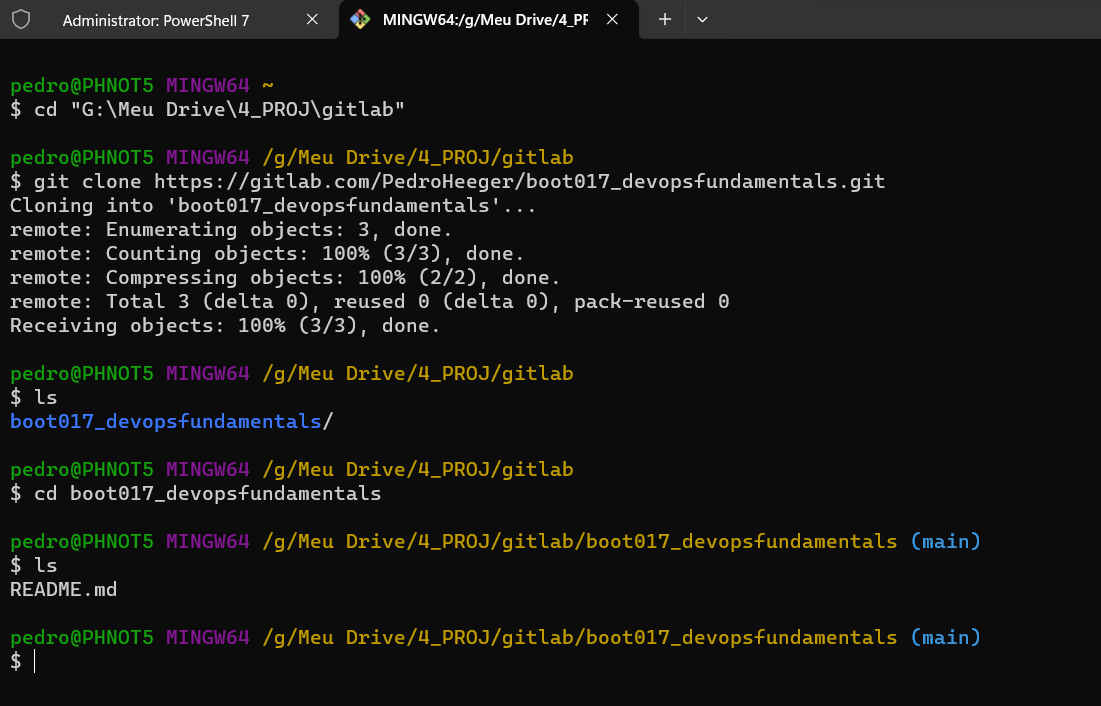 Administrator: PowerShell 7
MINGW64:/g/Meu Drive/4_PR
pedro@PHNOT5 MINGW64 ~
$ cd "G:\Meu Drive\4_PROJ\gitlab"
pedro@PHNOT5 MINGW64 /g/Meu Drive/4_PROJ/gitlab
$ git clone https://gitlab.com/PedroHeeger/boot017_devopsfundamentals.git
Cloning into 'boot017_devopsfundamentals'...
remote: Enumerating objects: 3, done.
remote: Counting objects: 100% (3/3), done.
remote: Compressing objects: 100% (2/2), done.
remote: Total 3 (delta 0), reused 0 (delta 0), pack-reused 0
Receiving objects: 100% (3/3), done.
pedro@PHNOT5 MINGW64 /g/Meu Drive/4_PROJ/gitlab
$ ls
boot017_devopsfundamentals/
pedro@PHNOT5 MINGW64 /g/Meu Drive/4_PROJ/gitlab
$ cd boot017_devopsfundamentals
pedro@PHNOT5 MINGW64 /g/Meu Drive/4_PROJ/gitlab/boot017_devopsfundamentals (main)
$ ls
README.md
pedro@PHNOT5 MINGW64 /g/Meu Drive/4_PROJ/gitlab/boot017_devopsfundamentals (main)
$